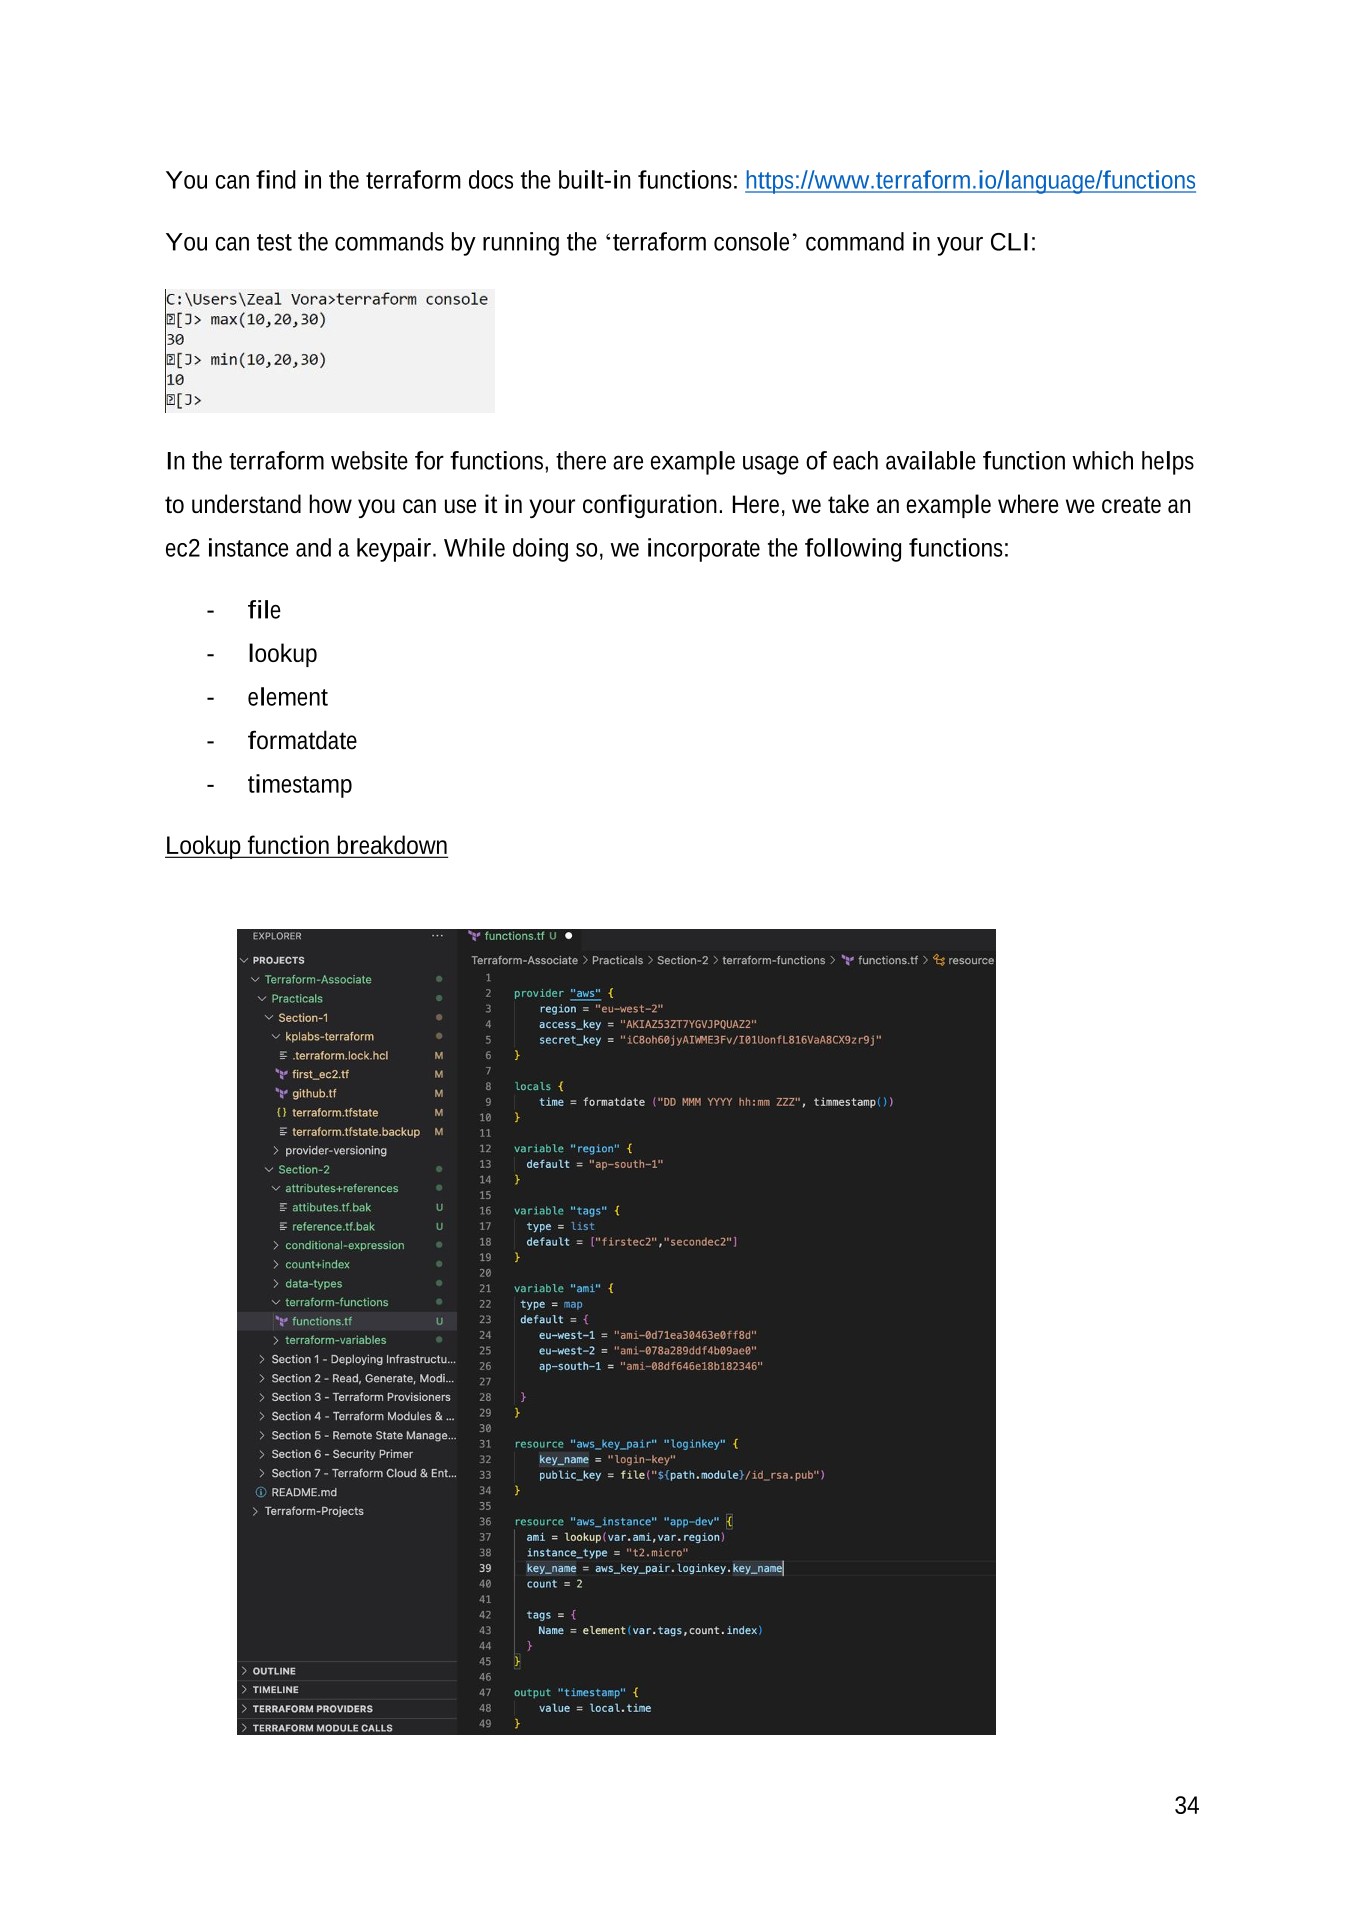 You can find in the terraform docs the built-in functions: https://www.terraform.io/language/functions
You can test the commands by running the ‘terraform console’ command in your CLI:
C:\Users\Zeal Vora>terraform console
[J> max(10,20,30)
30
[J> min(10,20,30)
10
[J>
In the terraform website for functions, there are example usage of each available function which helps
to understand how you can use it in your configuration. Here, we take an example where we create an
ec2 instance and a keypair. While doing so, we incorporate the following functions:
- file
- lookup
- element
- formatdate
- timestamp
Lookup function breakdown
EXPLORER ...
PROJECTS
Terraform-Associate
Practicals
Section-1
kplabs-terraform
.terraform.lock.hcl M
first_ec2.tf M
github.tf M
{} terraform.tfstate M
terraform.tfstate.backup M
provider-versioning
Section-2
attributes+references
attibutes.tf.bak U
reference.tf.bak U
conditional-expression
count+index
data-types
terraform-functions
functions.tf U
terraform-variables
Section 1 - Deploying Infrastructu...
Section 2 - Read, Generate, Modi...
Section 3 - Terraform Provisioners
Section 4 - Terraform Modules & ...
Section 5 - Remote State Manage...
Section 6 - Security Primer
Section 7 - Terraform Cloud & Ent...
README.md
Terraform-Projects
OUTLINE
TIMELINE
TERRAFORM PROVIDERS
TERRAFORM MODULE CALLS
functions.tf U
Terraform-Associate > Practicals > Section-2 > terraform-functions > functions.tf > resource
1
2 provider "aws" {
3 region = "eu-west-2"
4 access_key = "AKIAZ53ZT7YGVJPQUAZ2"
5 secret_key =
6 }
7
8 locals {
9 time = formatdate ("DD MMM YYYY hh:mm ZZZ", timmestamp())
10 }
11
12 variable "region" {
13 default = "ap-south-1"
14 }
15
16 variable "tags" {
17 type = list
18 default = ["firstec2","secondec2"]
19 }
20
21 variable "ami" {
22 type = map
23 default = {
24 eu-west-1 = "ami-0d71ea30463e0ff8d"
25 eu-west-2 = "ami-078a289ddf4b09ae0"
26 ap-south-1 = "ami-08df646e18b182346"
27
28 }
29 }
30
31 resource "aws_key_pair" "loginkey" {
32 key_name = "login-key"
33 public_key = file("${path.module}/id_rsa.pub")
34 }
35
36 resource "aws_instance" "app-dev" {
37 ami = lookup(var.ami,var.region)
38 instance_type = "t2.micro"
39 key_name = aws_key_pair.loginkey.key_name
40 count = 2
41
42 tags = {
43 Name = element(var.tags,count.index)
44 }
45 }
46
47 output "timestamp" {
48 value = local.time
49 }
34